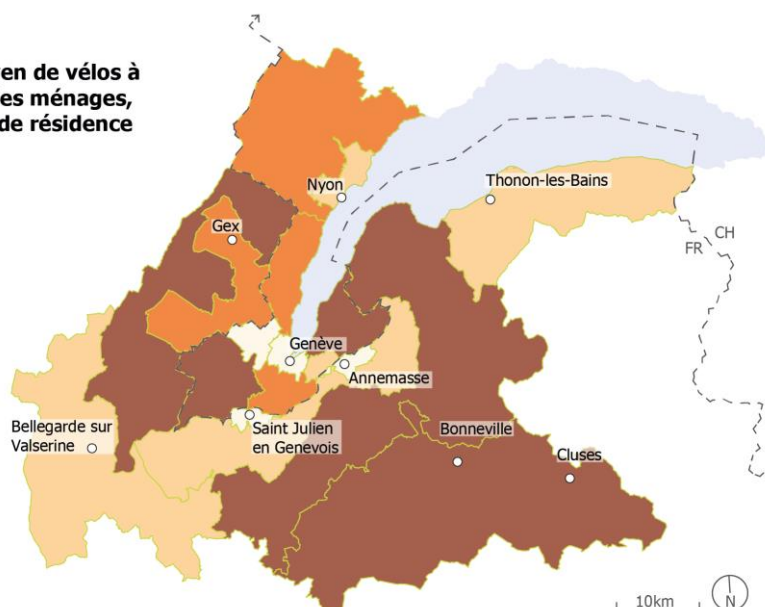 en de vélos à
es ménages,
de résidence
Nyon
Thonon-les-Bains
Gex
CH
FR
Genève
Annemasse
Bellegarde sur
Valserine
Saint Julien
en Genevois
Bonneville
Cluses
10km
N